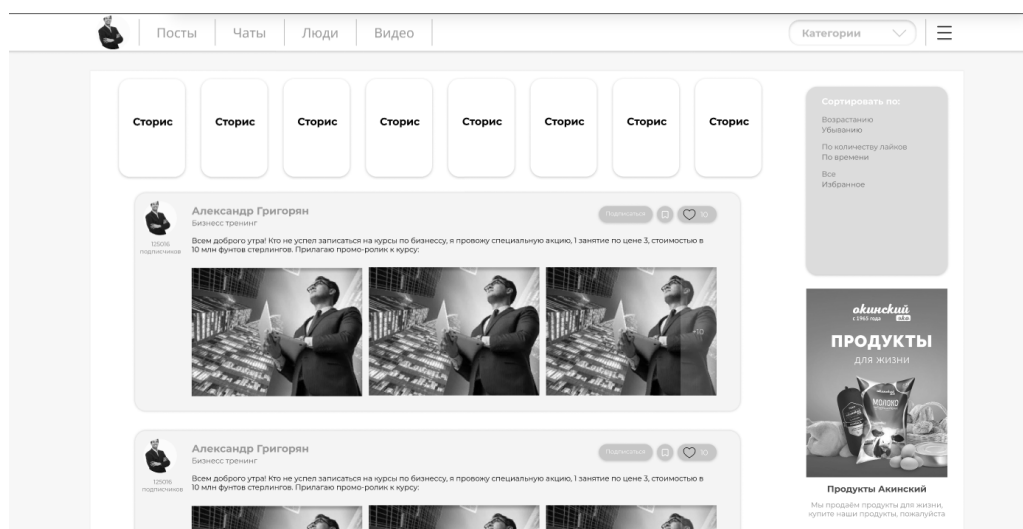 Посты
Чаты
Люди
Видео
Категории
Сторис
Сторис
Сторис
Сторис
Сторис
Сторис
Сторис
Сторис
Сортировать по:
Возрастанию
Убыванию
По количеству лайков
По времени
Все
Избранное
Александр Григорян
Бизнесс тренинг
Подписаться
10
125016
подписчиков
Всем доброго утра! Кто не успел записаться на курсы по бизнессу, я провожу специальную акцию, 1 занятие по цене 3, стоимостью в
10 млн фунтов стерлингов. Прилагаю промо-ролик к курсу:
+10
окинский
с 1965 года
ПРОДУКТЫ
ДЛЯ ЖИЗНИ
МОЛОКО
Продукты Акинский
Мы продаём продукты для жизни,
купите наши продукты, пожалуйста
Александр Григорян
Бизнесс тренинг
Подписаться
10
125016
подписчиков
Всем доброго утра! Кто не успел записаться на курсы по бизнессу, я провожу специальную акцию, 1 занятие по цене 3, стоимостью в
10 млн фунтов стерлингов. Прилагаю промо-ролик к курсу: